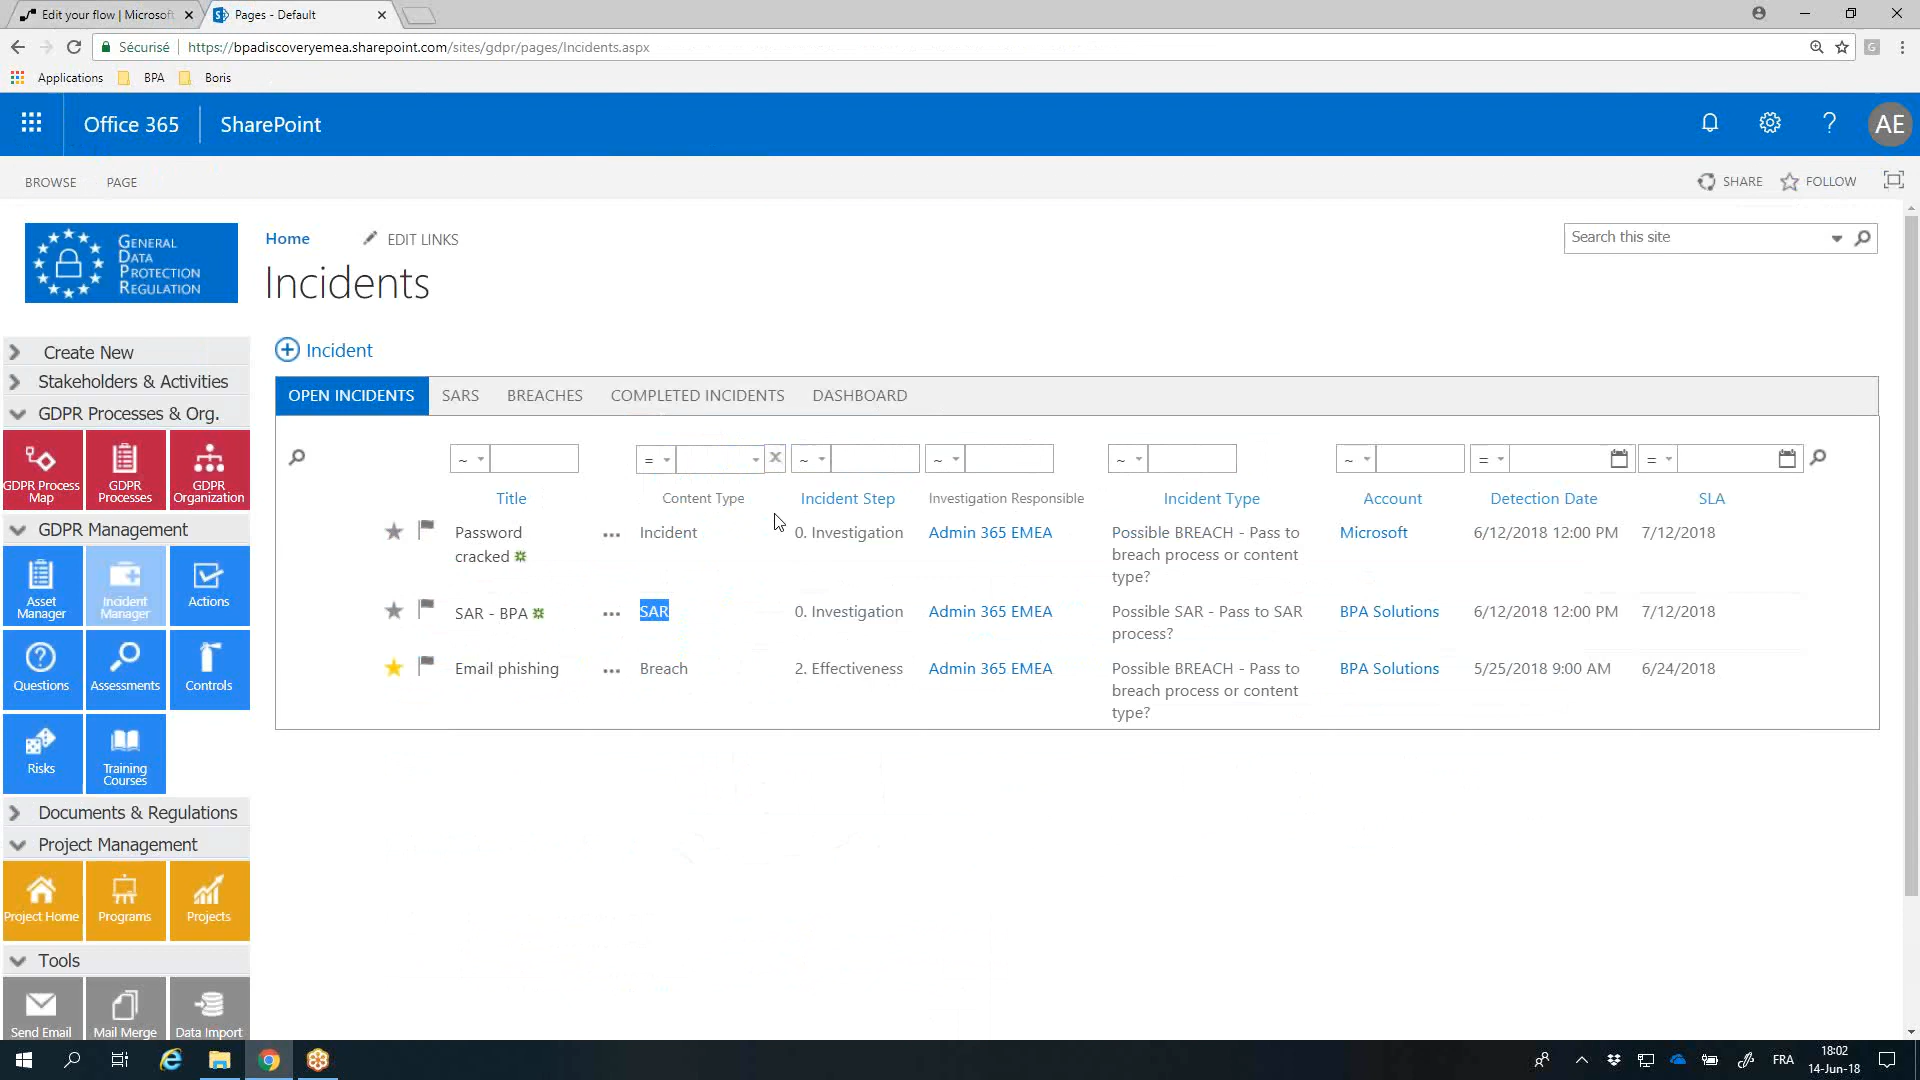 Edit your flow | Microsoft
Pages - Default
Sécurisé
https://bpadiscoveryemea.sharepoint.com/sites/gdpr/pages/Incidents.aspx
Applications
BPA
Boris
Office 365
SharePoint
AE
BROWSE
PAGE
SHARE
FOLLOW
GENERAL
DATA
PROTECTION
REGULATION
Home
EDIT LINKS
Search this site
Incidents
Create New
Stakeholders & Activities
GDPR Processes & Org.
GDPR Process Map
GDPR Processes
GDPR Organization
GDPR Management
Asset Manager
Incident Manager
Actions
Questions
Assessments
Controls
Risks
Training Courses
Documents & Regulations
Project Management
Project Home
Programs
Projects
Tools
Send Email
Mail Merge
Data Import
Incident
OPEN INCIDENTS
SARS
BREACHES
COMPLETED INCIDENTS
DASHBOARD
~ = ~ ~ ~ ~ = =
Title
Content Type
Incident Step
Investigation Responsible
Incident Type
Account
Detection Date
SLA
Password
cracked
Incident
0. Investigation
Admin 365 EMEA
Possible BREACH - Pass to
breach process or content
type?
Microsoft
6/12/2018 12:00 PM
7/12/2018
SAR - BPA
SAR
0. Investigation
Admin 365 EMEA
Possible SAR - Pass to SAR
process?
BPA Solutions
6/12/2018 12:00 PM
7/12/2018
Email phishing
Breach
2. Effectiveness
Admin 365 EMEA
Possible BREACH - Pass to
breach process or content
type?
BPA Solutions
5/25/2018 9:00 AM
6/24/2018
FRA
18:02
14-Jun-18